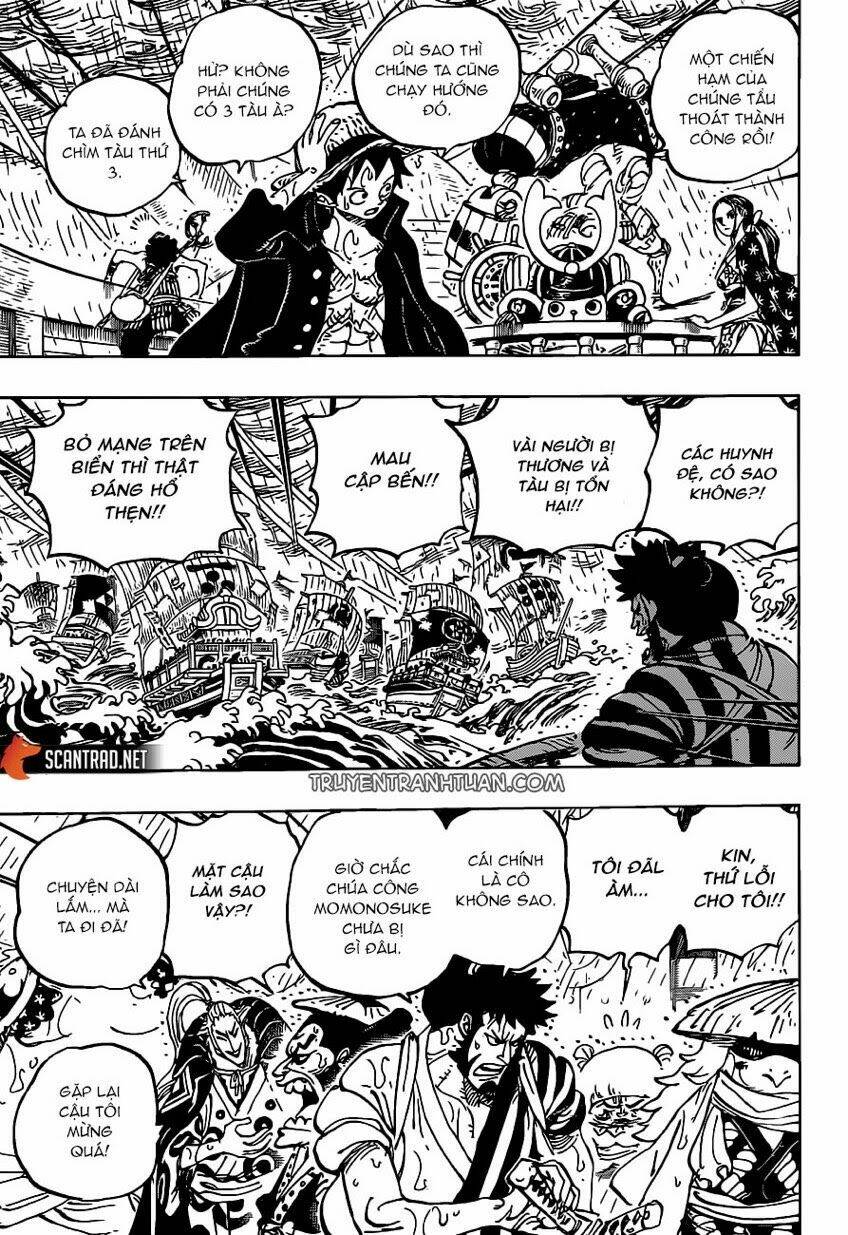 MỘT CHIẾN
HẠM CỦA
CHÚNG TẨU
THOÁT THÀNH
CÔNG RỒI!
DÙ SAO THÌ
CHÚNG TA CŨNG
CHẠY HƯỚNG
ĐÓ.
HỬ? KHÔNG
PHẢI CHÚNG
CÓ 3 TÀU À?
TA ĐÃ ĐÁNH
CHÌM TÀU THỨ
3.
CÁC HUYNH
ĐỆ, CÓ SAO
KHÔNG?!
VÀI NGƯỜI BỊ
THƯƠNG VÀ
TÀU BỊ TỔN
HẠI!!
MAU
CẬP BẾN!!
BỎ MẠNG TRÊN
BIỂN THÌ THẬT
ĐÁNG HỔ
THẸN!!
SCANTRAD.NET
TRUYENTRANHTUAN.COM
KIN,
THỨ LỖI
CHO TÔI!!
TÔI ĐÃL
ÀM...
CÁI CHÍNH
LÀ CÔ
KHÔNG SAO.
GIỜ CHẮC
CHÚA CÔNG
MOMONOSUKE
CHƯA BỊ
GÌ ĐÂU.
MẶT CẬU
LÀM SAO
VẬY?!
CHUYỆN DÀI
LẮM... MÀ
TA ĐI ĐÃ!
GẶP LẠI
CẬU TÔI
MỪNG
QUÁ!